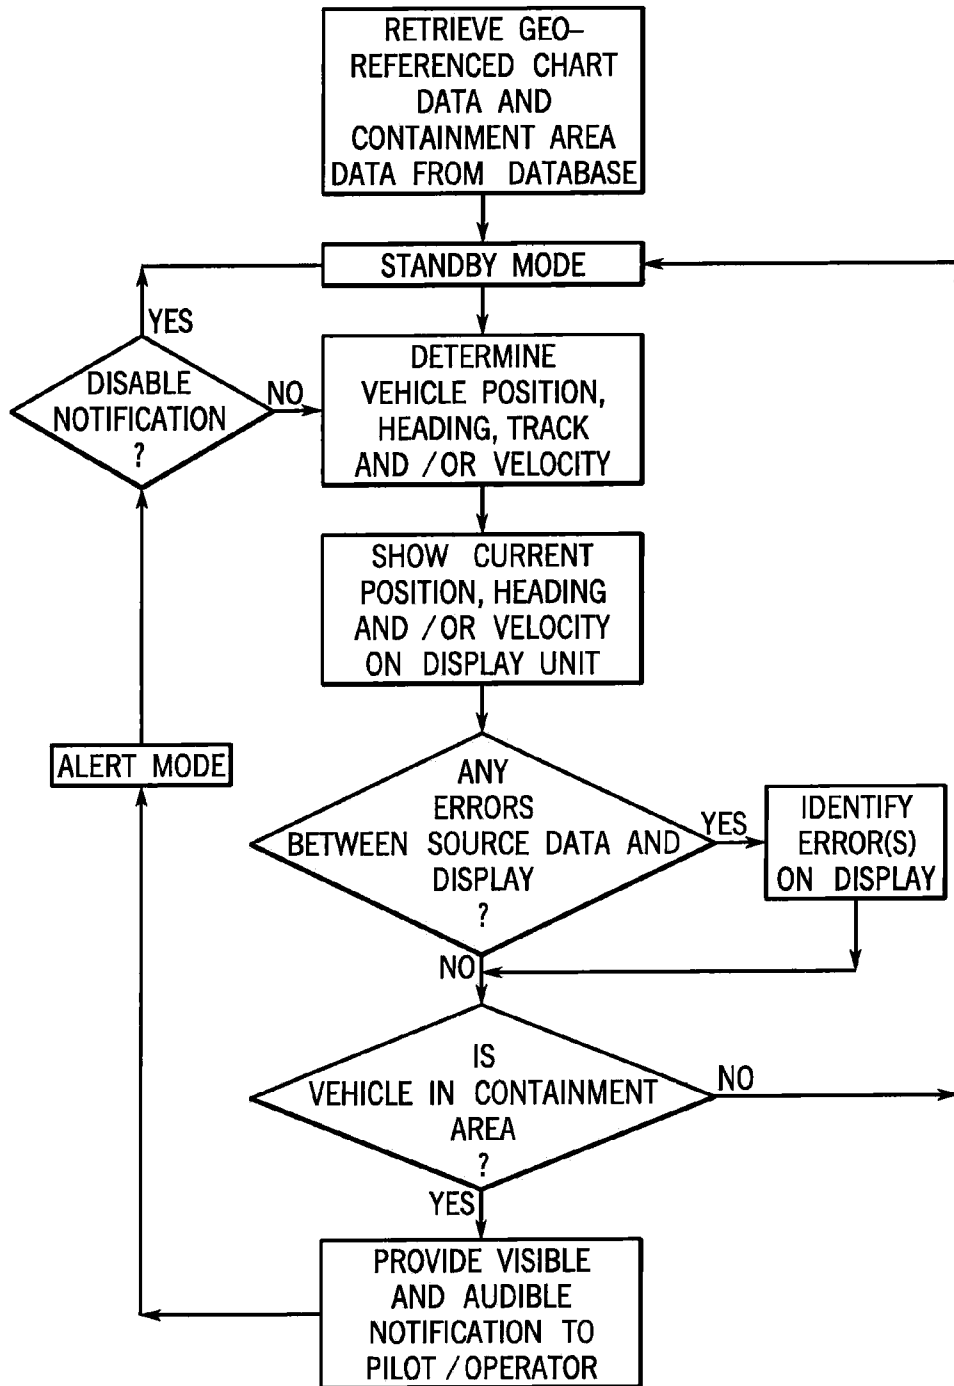 RETRIEVE GEO-
REFERENCED CHART
DATA AND
CONTAINMENT AREA
DATA FROM DATABASE
STANDBY MODE
YES
DISABLE
NOTIFICATION
?
NO
DETERMINE
VEHICLE POSITION,
HEADING, TRACK
AND /OR VELOCITY
SHOW CURRENT
POSITION, HEADING
AND /OR VELOCITY
ON DISPLAY UNIT
ALERT MODE
ANY
ERRORS
BETWEEN SOURCE DATA AND
DISPLAY
?
YES
IDENTIFY
ERROR(S)
ON DISPLAY
NO
IS
VEHICLE IN CONTAINMENT
AREA
?
NO
YES
PROVIDE VISIBLE
AND AUDIBLE
NOTIFICATION TO
PILOT /OPERATOR